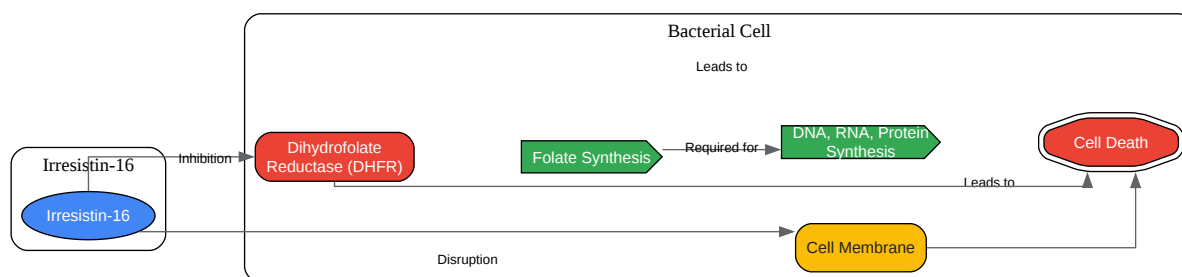 Bacterial Cell
Leads to
Dihydrofolate
Reductase (DHFR)
Inhibition
Irresistin-16
Irresistin-16
Folate Synthesis
Required for
DNA, RNA, Protein
Synthesis
Cell Death
Leads to
Cell Membrane
Disruption